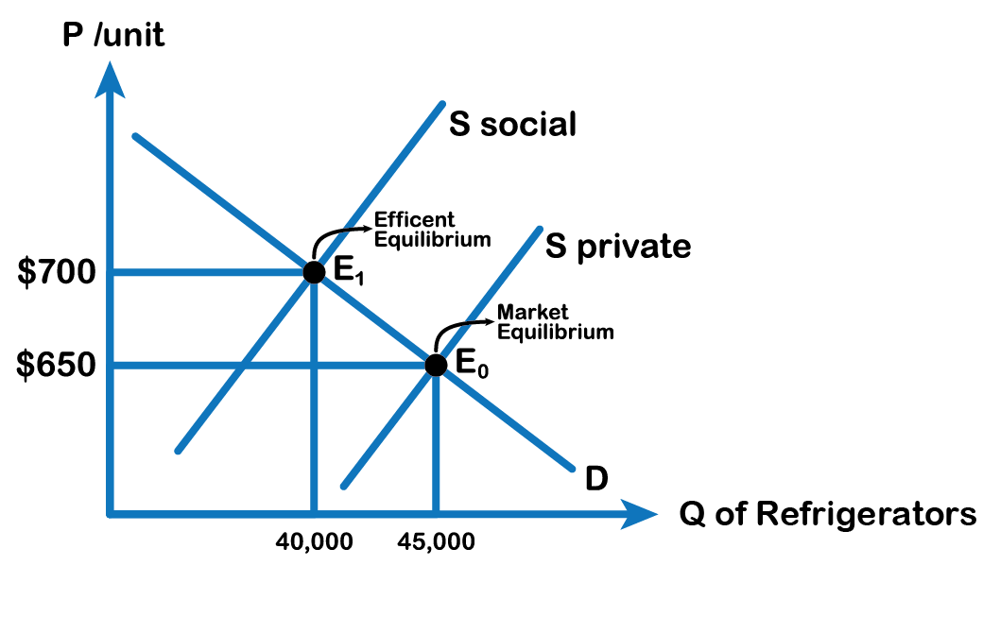 P /unit
S social
Efficent
Equilibrium
S private
$700
E₁
Market
Equilibrium
$650
E₀
D
Q of Refrigerators
40,000
45,000